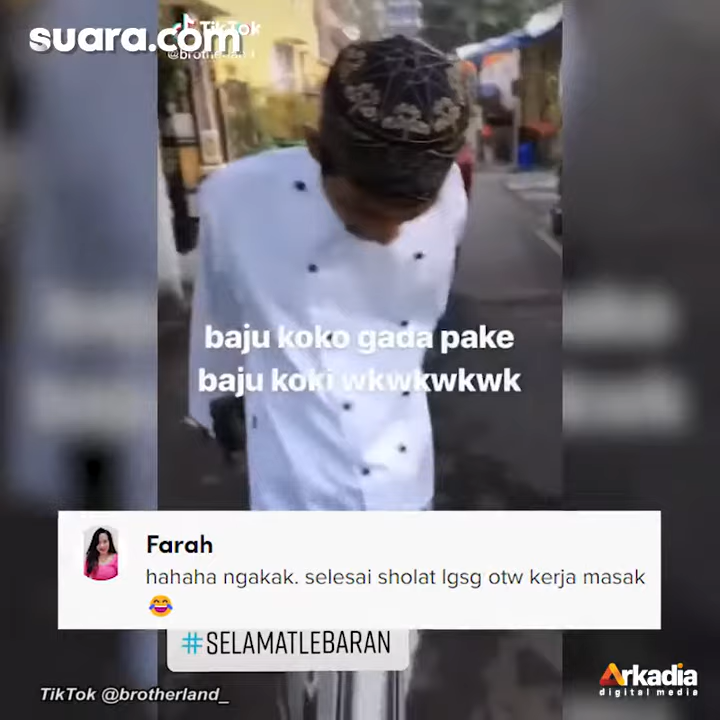 suara.com
TikTok
@brotherland_
baju koko gada pake
baju koki wkwkwkwk
Farah
hahaha ngakak. selesai sholat lgsg otw kerja masak
😂
#SELAMATLEBARAN
TikTok @brotherland_
Arkadia
digital media